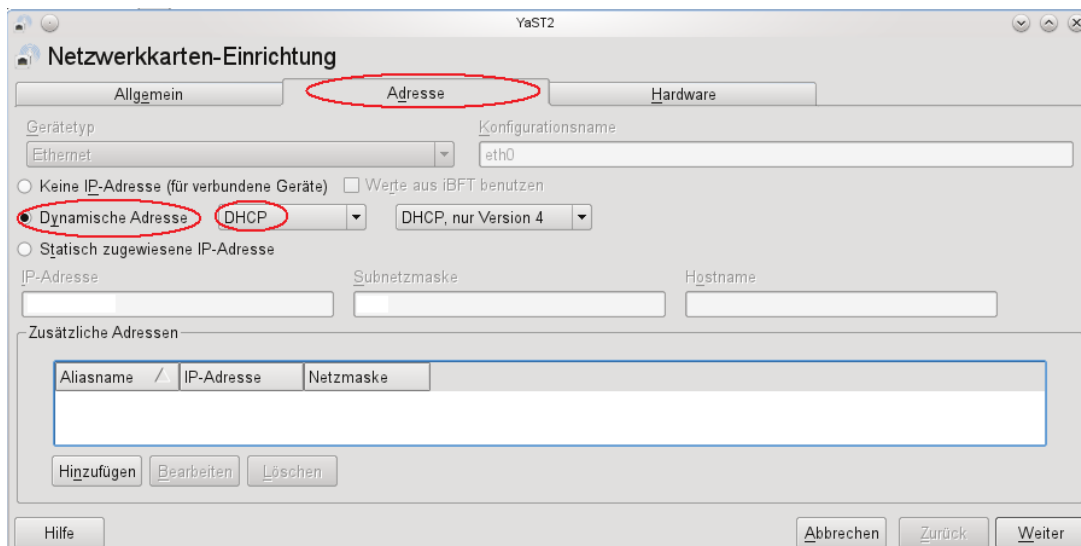 YaST2
Netzwerkkarten-Einrichtung
Allgemein Adresse Hardware
Gerätetyp Konfigurationsname
Ethernet eth0
Keine IP-Adresse (für verbundene Geräte) Werte aus iBFT benutzen
Dynamische Adresse DHCP DHCP, nur Version 4
Statisch zugewiesene IP-Adresse
IP-Adresse Subnetzmaske Hostname
Zusätzliche Adressen
Aliasname IP-Adresse Netzmaske
Hinzufügen Bearbeiten Löschen
Hilfe Abbrechen Zurück Weiter